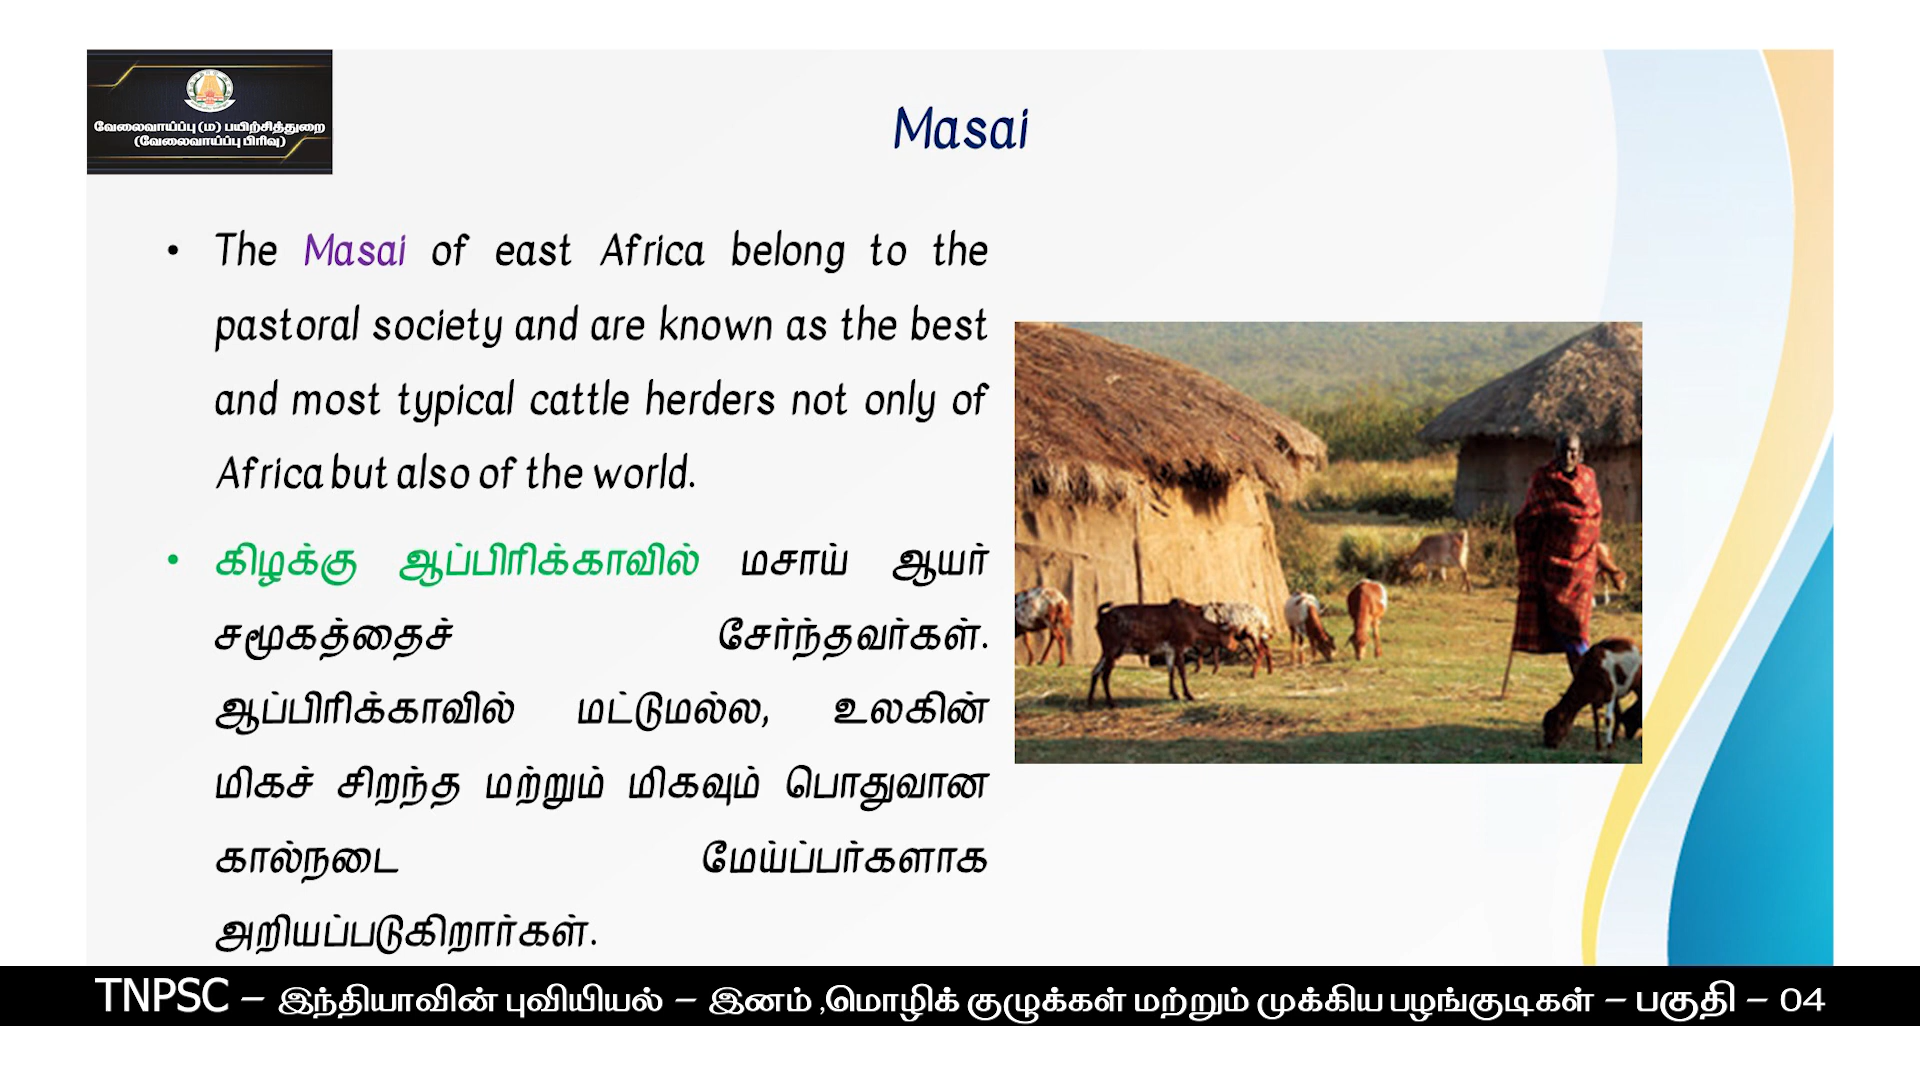 வேலைவாய்ப்பு (ம) பயிற்சித்துறை
(வேலைவாய்ப்பு பிரிவு)
Masai
• The Masai of east Africa belong to the
pastoral society and are known as the best
and most typical cattle herders not only of
Africa but also of the world.
• கிழக்கு ஆப்பிரிக்காவில் மசாய் ஆயர்
சமூகத்தைச் சேர்ந்தவர்கள்.
ஆப்பிரிக்காவில் மட்டுமல்ல, உலகின்
மிகச் சிறந்த மற்றும் மிகவும் பொதுவான
கால்நடை மேய்ப்பர்களாக
அறியப்படுகிறார்கள்.
TNPSC – இந்தியாவின் புவியியல் – இனம் ,மொழிக் குழுக்கள் மற்றும் முக்கிய பழங்குடிகள் – பகுதி – 04